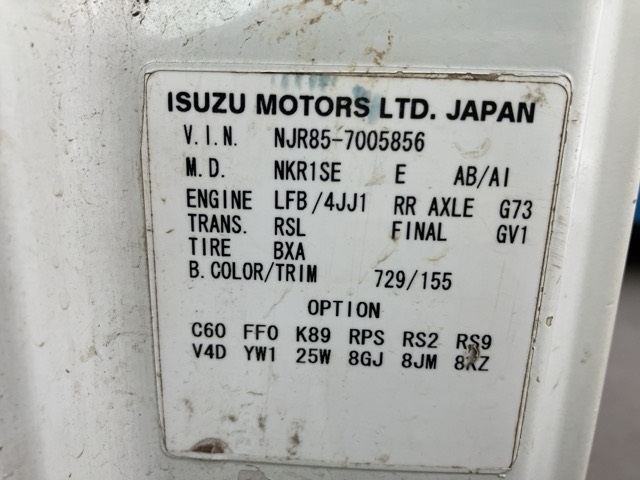 ISUZU MOTORS LTD. JAPAN
V.I.N. NJR85-7005856
M.D. NKR1SE E AB/AI
ENGINE LFB/4JJ1 RR AXLE G73
TRANS. RSL FINAL GV1
TIRE BXA
B.COLOR/TRIM 729/155
OPTION
C60 FF0 K89 RPS RS2 RS9
V4D YW1 25W 8GJ 8JM 8KZ